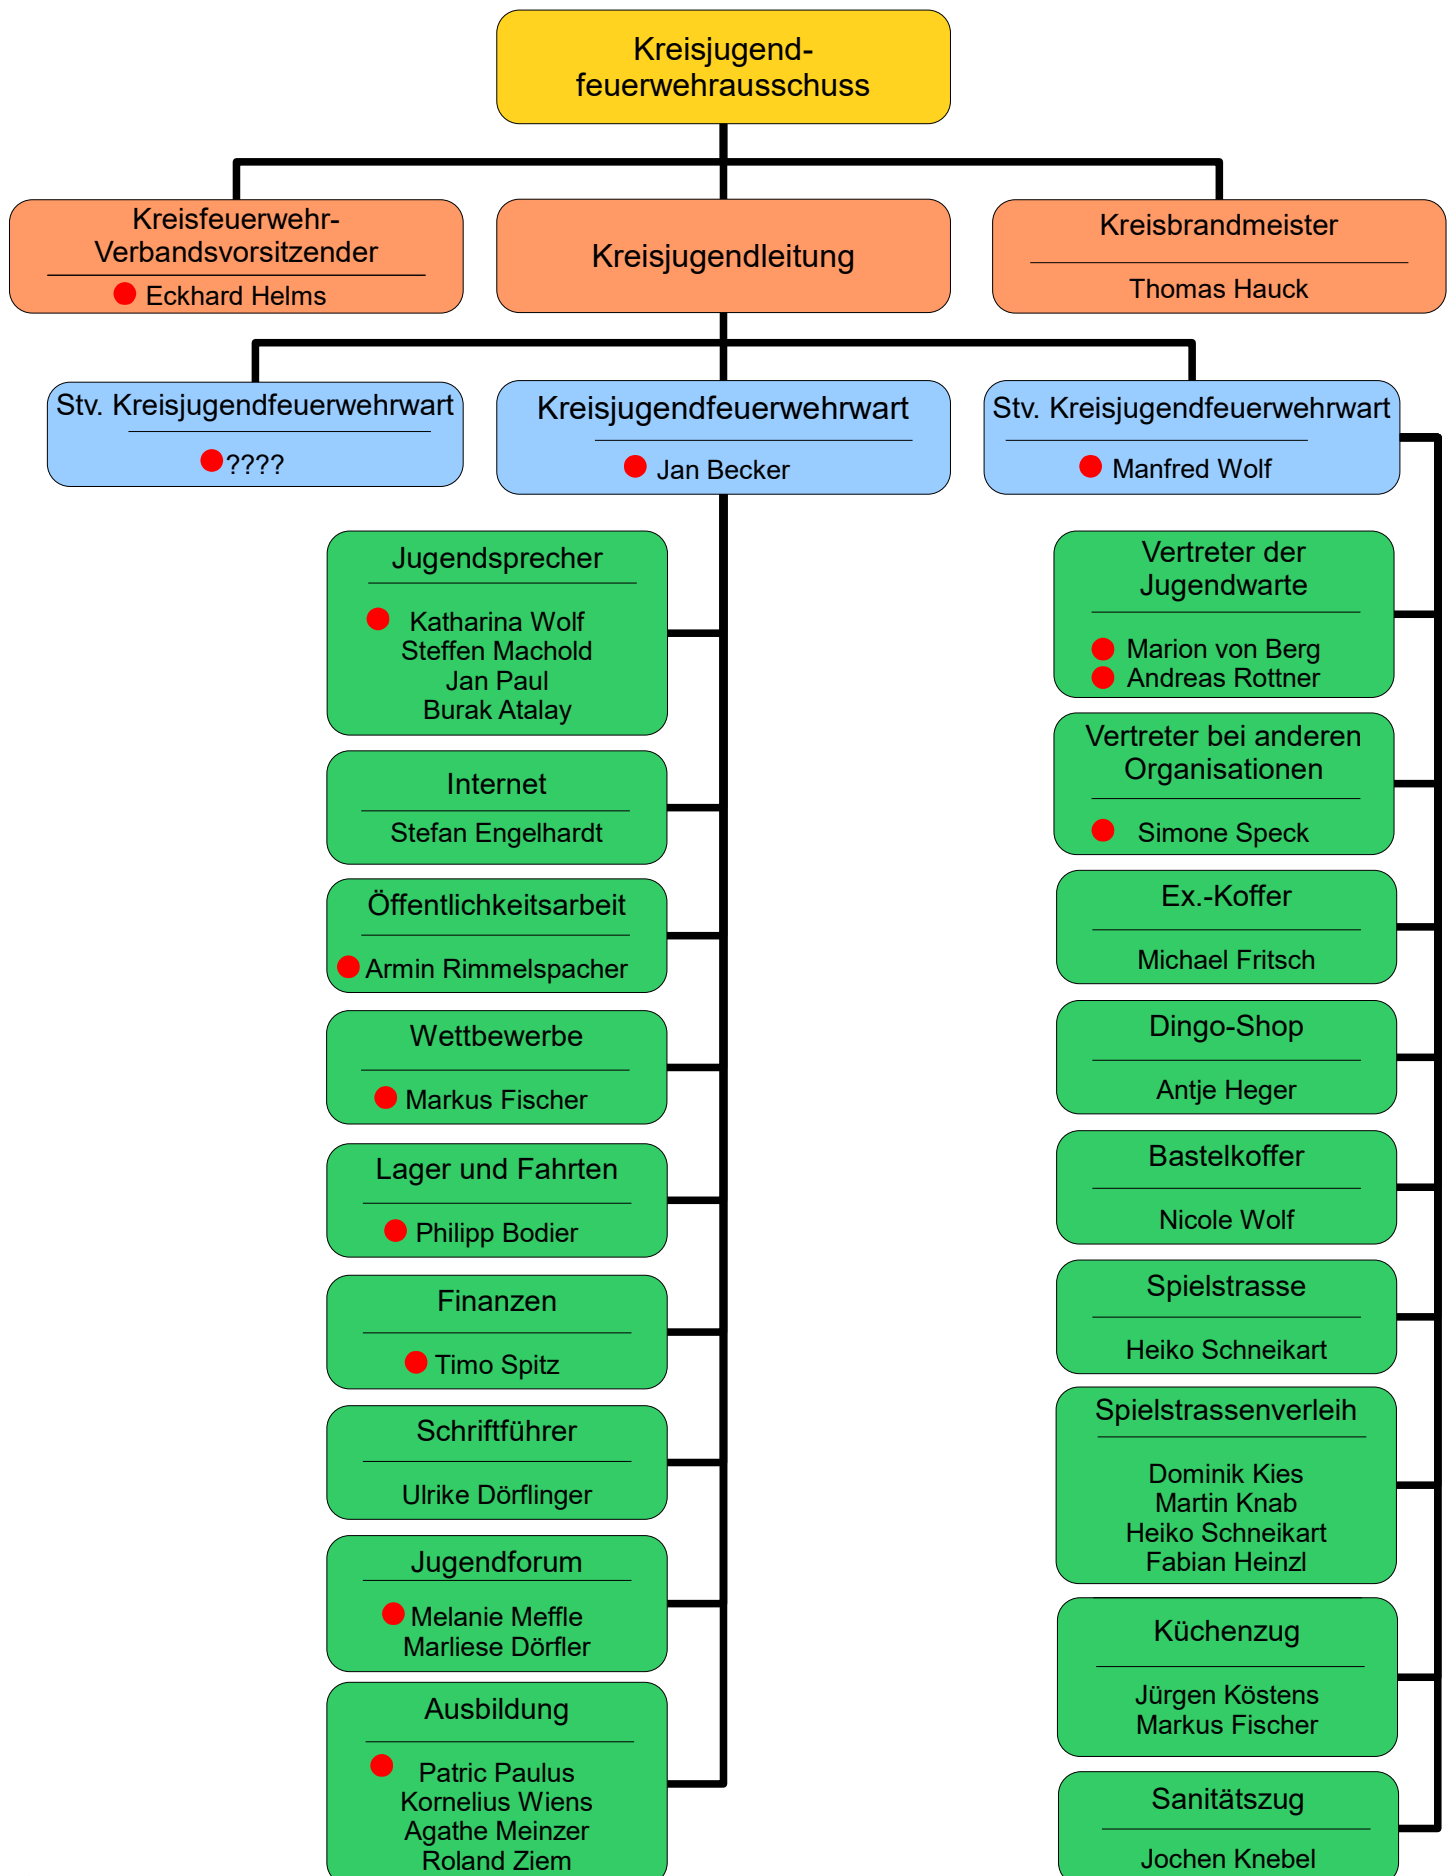 Kreisjugend-
feuerwehrausschuss
Kreisfeuerwehr-
Verbandsvorsitzender
Eckhard Helms
Kreisjugendleitung
Kreisbrandmeister
Thomas Hauck
Stv. Kreisjugendfeuerwehrwart
????
Kreisjugendfeuerwehrwart
Jan Becker
Stv. Kreisjugendfeuerwehrwart
Manfred Wolf
Jugendsprecher
Katharina Wolf
Steffen Machold
Jan Paul
Burak Atalay
Internet
Stefan Engelhardt
Öffentlichkeitsarbeit
Armin Rimmelspacher
Wettbewerbe
Markus Fischer
Lager und Fahrten
Philipp Bodier
Finanzen
Timo Spitz
Schriftführer
Ulrike Dörflinger
Jugendforum
Melanie Meffle
Marliese Dörfler
Ausbildung
Patric Paulus
Kornelius Wiens
Agathe Meinzer
Roland Ziem
Vertreter der
Jugendwarte
Marion von Berg
Andreas Rottner
Vertreter bei anderen
Organisationen
Simone Speck
Ex.-Koffer
Michael Fritsch
Dingo-Shop
Antje Heger
Bastelkoffer
Nicole Wolf
Spielstrasse
Heiko Schneikart
Spielstrassenverleih
Dominik Kies
Martin Knab
Heiko Schneikart
Fabian Heinzl
Küchenzug
Jürgen Köstens
Markus Fischer
Sanitätszug
Jochen Knebel